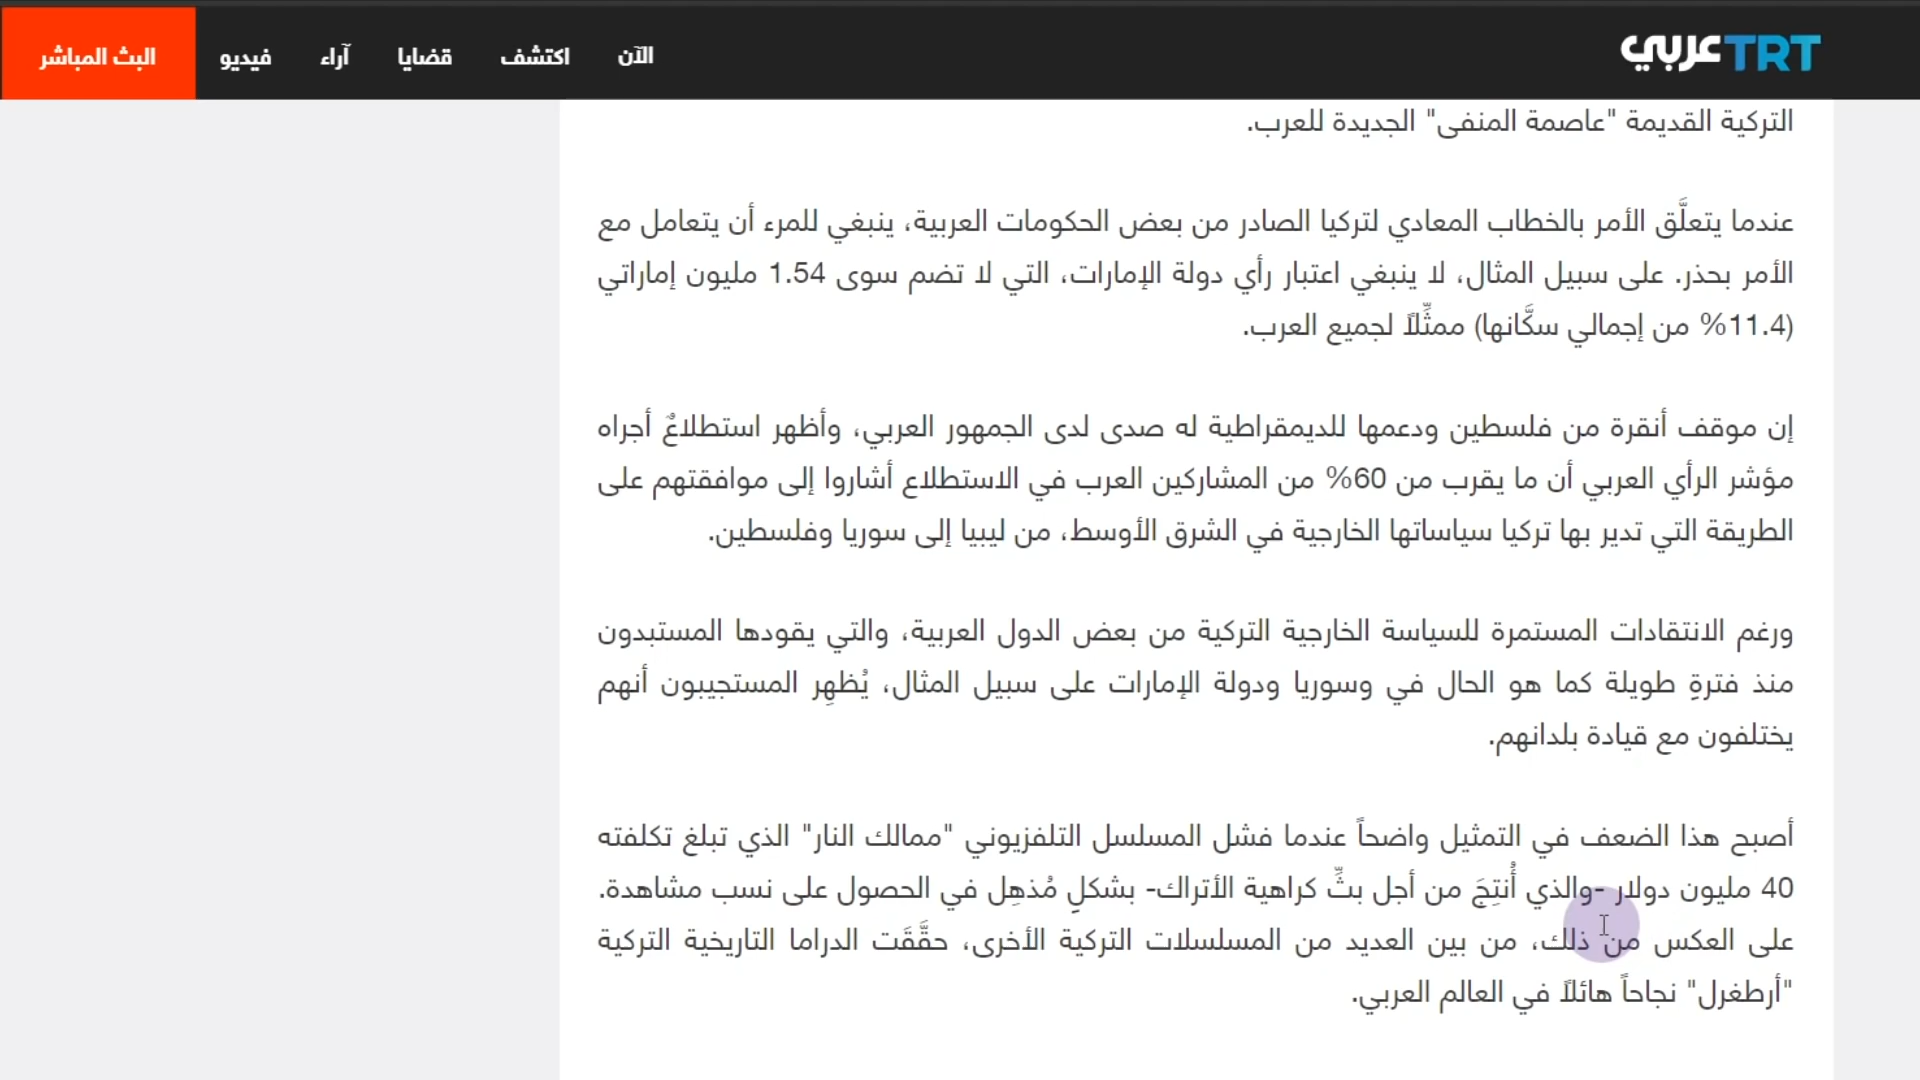 TRT عربي
الآن
اكتشف
قضايا
آراء
فيديو
البث المباشر
التركية القديمة "عاصمة المنفى" الجديدة للعرب.
عندما يتعلَّق الأمر بالخطاب المعادي لتركيا الصادر من بعض الحكومات العربية، ينبغي للمرء أن يتعامل مع
الأمر بحذر. على سبيل المثال، لا ينبغي اعتبار رأي دولة الإمارات، التي لا تضم سوى 1.54 مليون إماراتي
(11.4% من إجمالي سكَّانها) ممثِّلاً لجميع العرب.
إن موقف أنقرة من فلسطين ودعمها للديمقراطية له صدى لدى الجمهور العربي، وأظهر استطلاعٌ أجراه
مؤشر الرأي العربي أن ما يقرب من 60% من المشاركين العرب في الاستطلاع أشاروا إلى موافقتهم على
الطريقة التي تدير بها تركيا سياساتها الخارجية في الشرق الأوسط، من ليبيا إلى سوريا وفلسطين.
ورغم الانتقادات المستمرة للسياسة الخارجية التركية من بعض الدول العربية، والتي يقودها المستبدون
منذ فترةٍ طويلة كما هو الحال في وسوريا ودولة الإمارات على سبيل المثال، يُظهِر المستجيبون أنهم
يختلفون مع قيادة بلدانهم.
أصبح هذا الضعف في التمثيل واضحاً عندما فشل المسلسل التلفزيوني "ممالك النار" الذي تبلغ تكلفته
40 مليون دولار -والذي أُنتِجَ من أجل بثِّ كراهية الأتراك- بشكلٍ مُذهِل في الحصول على نسب مشاهدة.
على العكس من ذلك، من بين العديد من المسلسلات التركية الأخرى، حقَّقَت الدراما التاريخية التركية
"أرطغرل" نجاحاً هائلاً في العالم العربي.